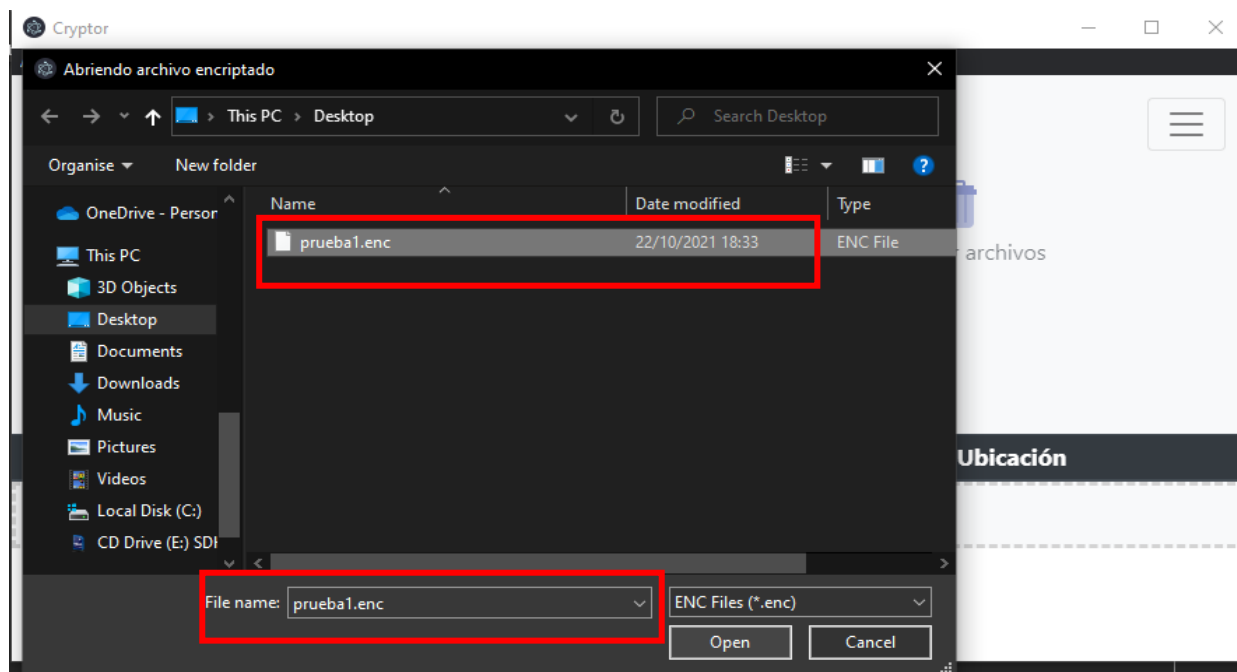 Cryptor
Abriendo archivo encriptado
This PC > Desktop
Search Desktop
Organise
New folder
Name
Date modified
Type
OneDrive - Person
prueba1.enc
22/10/2021 18:33
ENC File
archivos
This PC
3D Objects
Desktop
Documents
Downloads
Music
Pictures
Videos
Ubicación
Local Disk (C:)
CD Drive (E:)
File name:
prueba1.enc
ENC Files (*.enc)
Open
Cancel